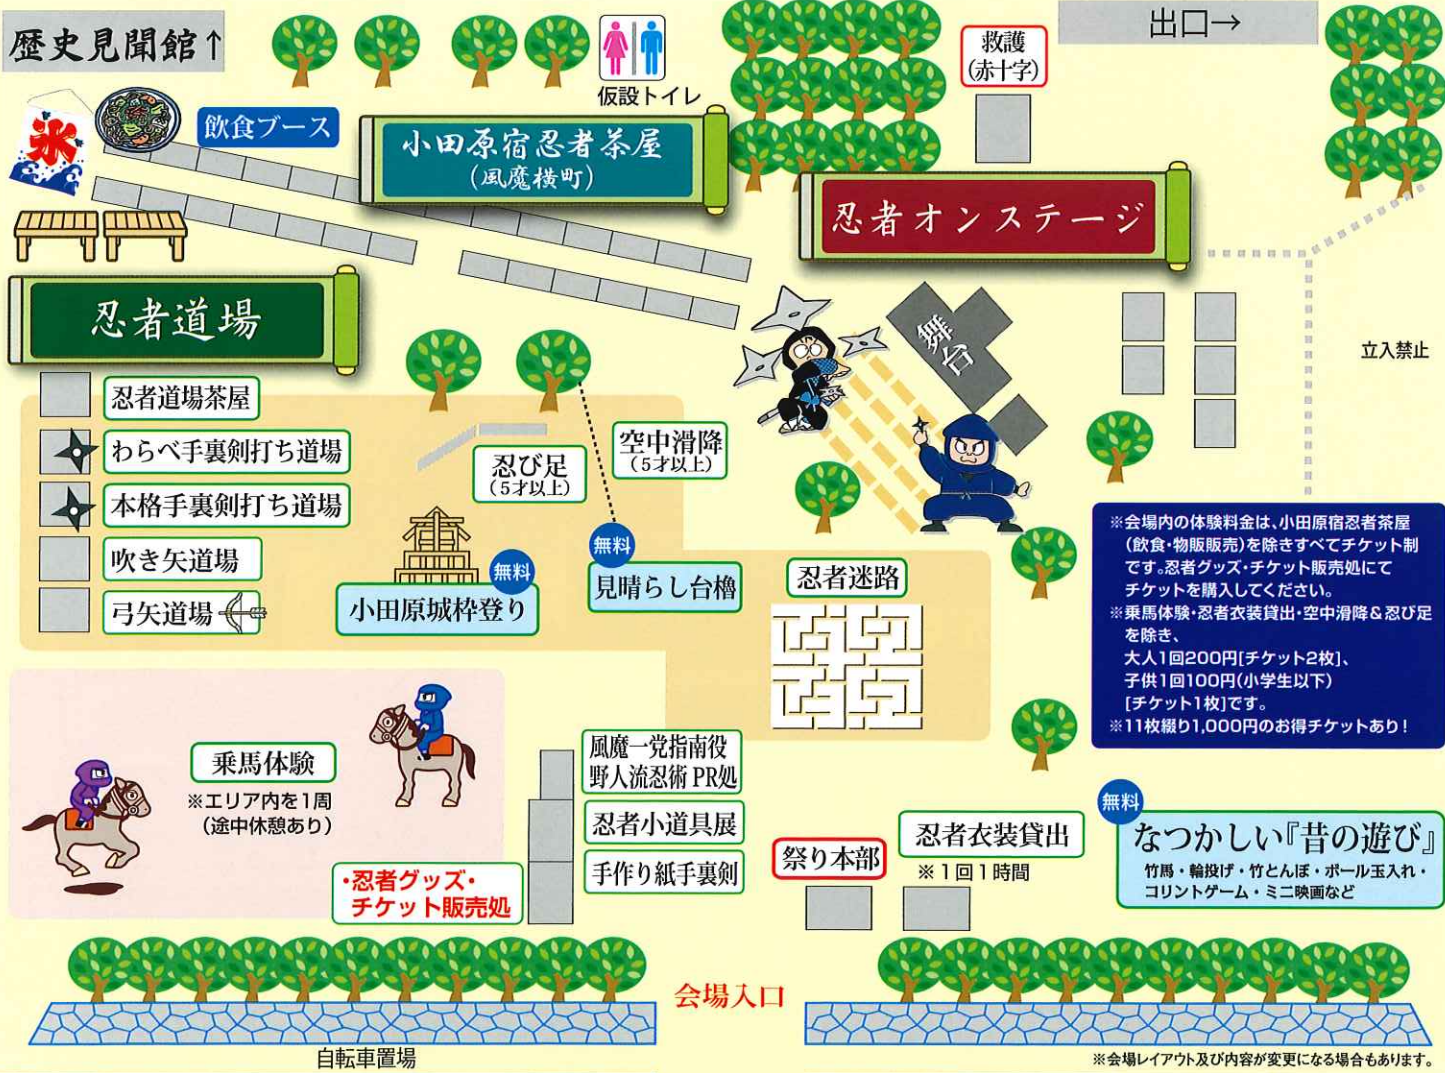 歴史見聞館↑
仮設トイレ
救護
(赤十字)
出口→
氷
飲食ブース
小田原宿忍者茶屋
(風魔横町)
忍者オンステージ
忍者道場
舞台
立入禁止
忍者道場茶屋
わらべ手裏剣打ち道場
本格手裏剣打ち道場
吹き矢道場
弓矢道場
忍び足
(5才以上)
空中滑降
(5才以上)
無料
小田原城枠登り
無料
見晴らし台櫓
忍者迷路
※会場内の体験料金は、小田原宿忍者茶屋
(飲食・物販販売)を除きすべてチケット制
です。忍者グッズ・チケット販売処にて
チケットを購入してください。
※乗馬体験・忍者衣装貸出・空中滑降&忍び足
を除き、
大人1回200円[チケット2枚]、
子供1回100円(小学生以下)
[チケット1枚]です。
※11枚綴り1,000円のお得チケットあり!
乗馬体験
※エリア内を1周
(途中休憩あり)
風魔一党指南役
野人流忍術 PR処
忍者小道具展
手作り紙手裏剣
・忍者グッズ・
チケット販売処
祭り本部
忍者衣装貸出
※1回1時間
無料
なつかしい『昔の遊び』
竹馬・輪投げ・竹とんぼ・ボール玉入れ・
コリントゲーム・ミニ映画など
会場入口
自転車置場
※会場レイアウト及び内容が変更になる場合もあります。